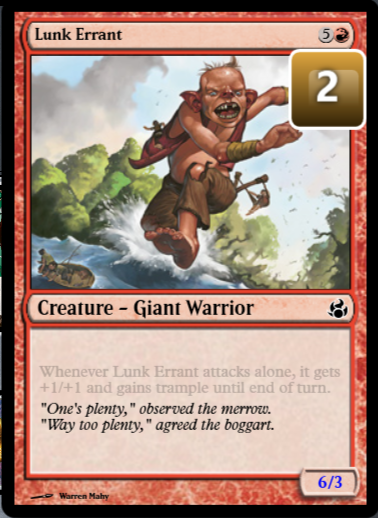 Lunk Errant
5
2
Creature – Giant Warrior
Whenever Lunk Errant attacks alone, it gets
+1/+1 and gains trample until end of turn.
"One's plenty," observed the merrow.
"Way too plenty," agreed the boggart.
6/3
Warren Mahy